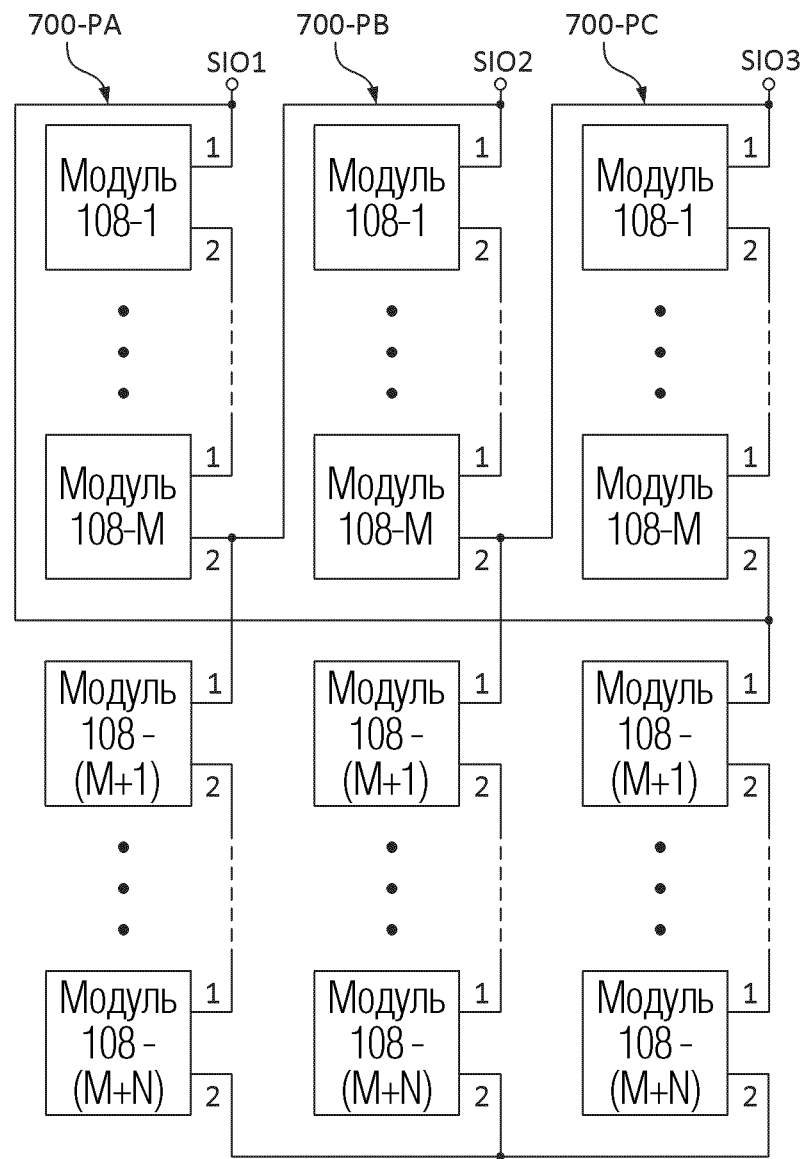 700-PA 700-PB 700-PC
SIO1 SIO2 SIO3
1 1 1
Модуль Модуль Модуль
108-1 108-1 108-1
2 2 2
1 1 1
Модуль Модуль Модуль
108-M 108-M 108-M
2 2 2
1 1 1
Модуль Модуль Модуль
108 - 108 - 108 -
(M+1) (M+1) (M+1)
2 2 2
1 1 1
Модуль Модуль Модуль
108 - 108 - 108 -
(M+N) (M+N) (M+N)
2 2 2